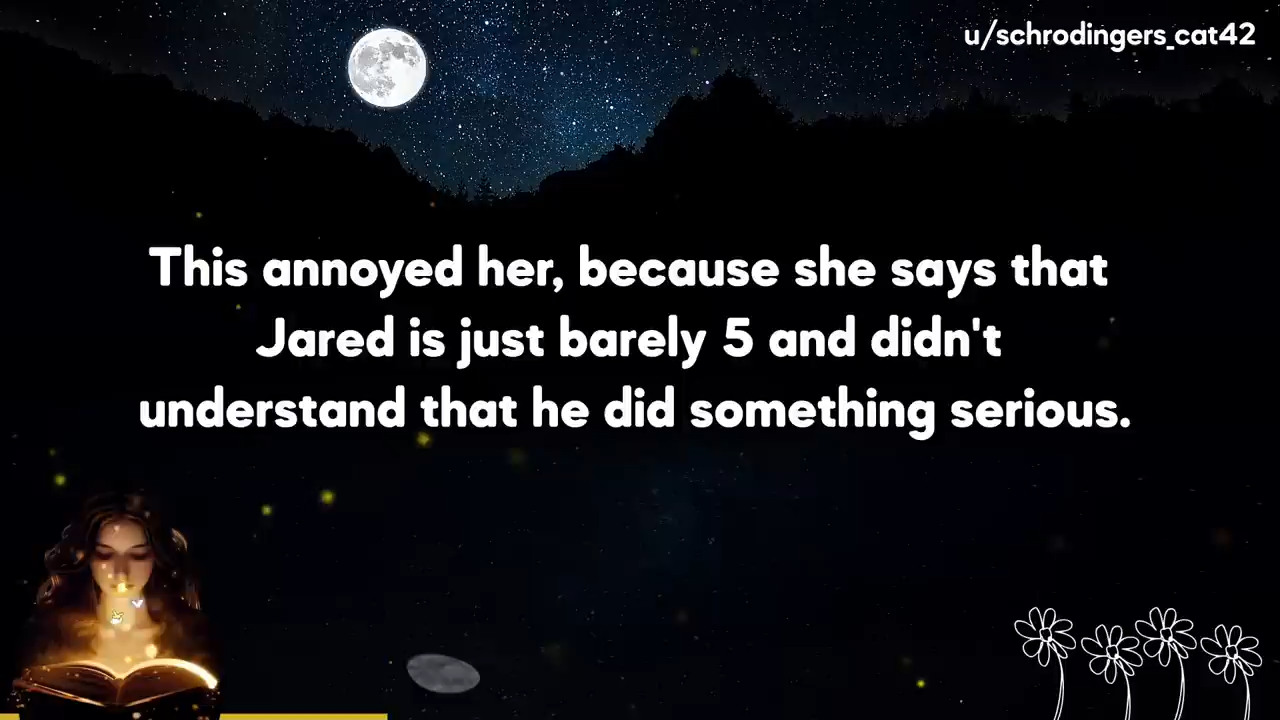 u/schrodingers_cat42
This annoyed her, because she says that
Jared is just barely 5 and didn't
understand that he did something serious.